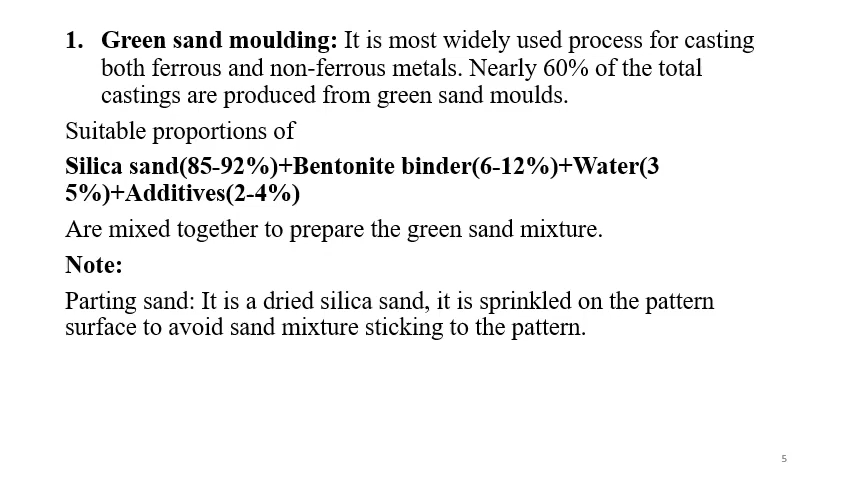 1. Green sand moulding: It is most widely used process for casting
both ferrous and non-ferrous metals. Nearly 60% of the total
castings are produced from green sand moulds.
Suitable proportions of
Silica sand(85-92%)+Bentonite binder(6-12%)+Water(3
5%)+Additives(2-4%)
Are mixed together to prepare the green sand mixture.
Note:
Parting sand: It is a dried silica sand, it is sprinkled on the pattern
surface to avoid sand mixture sticking to the pattern.
5